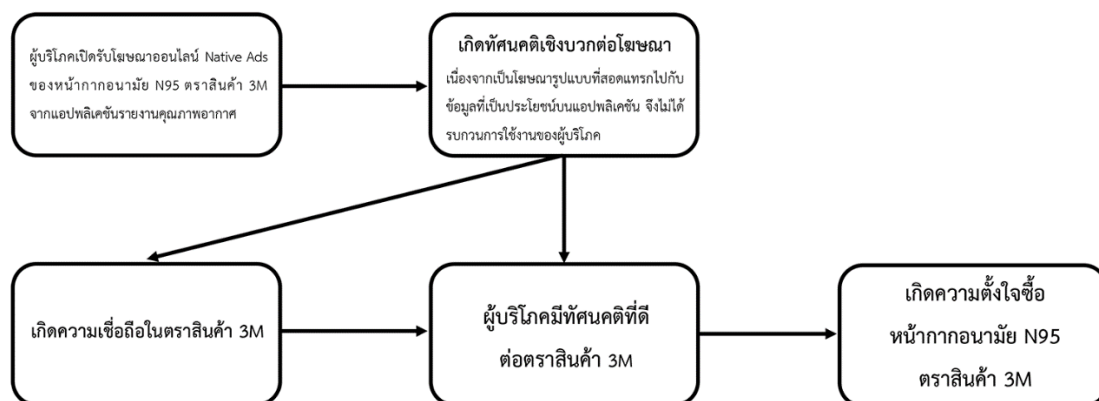 ผู้บริโภคเปิดรับโฆษณาออนไลน์ Native Ads
ของหน้ากากอนามัย N95 ตราสินค้า 3M
จากแอปพลิเคชันรายงานคุณภาพอากาศ
เกิดทัศนคติเชิงบวกต่อโฆษณา
เนื่องจากเป็นโฆษณารูปแบบที่สอดแทรกไปกับ
ข้อมูลที่เป็นประโยชน์บนแอปพลิเคชัน จึงไม่ได้
รบกวนการใช้งานของผู้บริโภค
เกิดความเชื่อถือในตราสินค้า 3M
ผู้บริโภคมีทัศนคติที่ดี
ต่อตราสินค้า 3M
เกิดความตั้งใจซื้อ
หน้ากากอนามัย N95
ตราสินค้า 3M